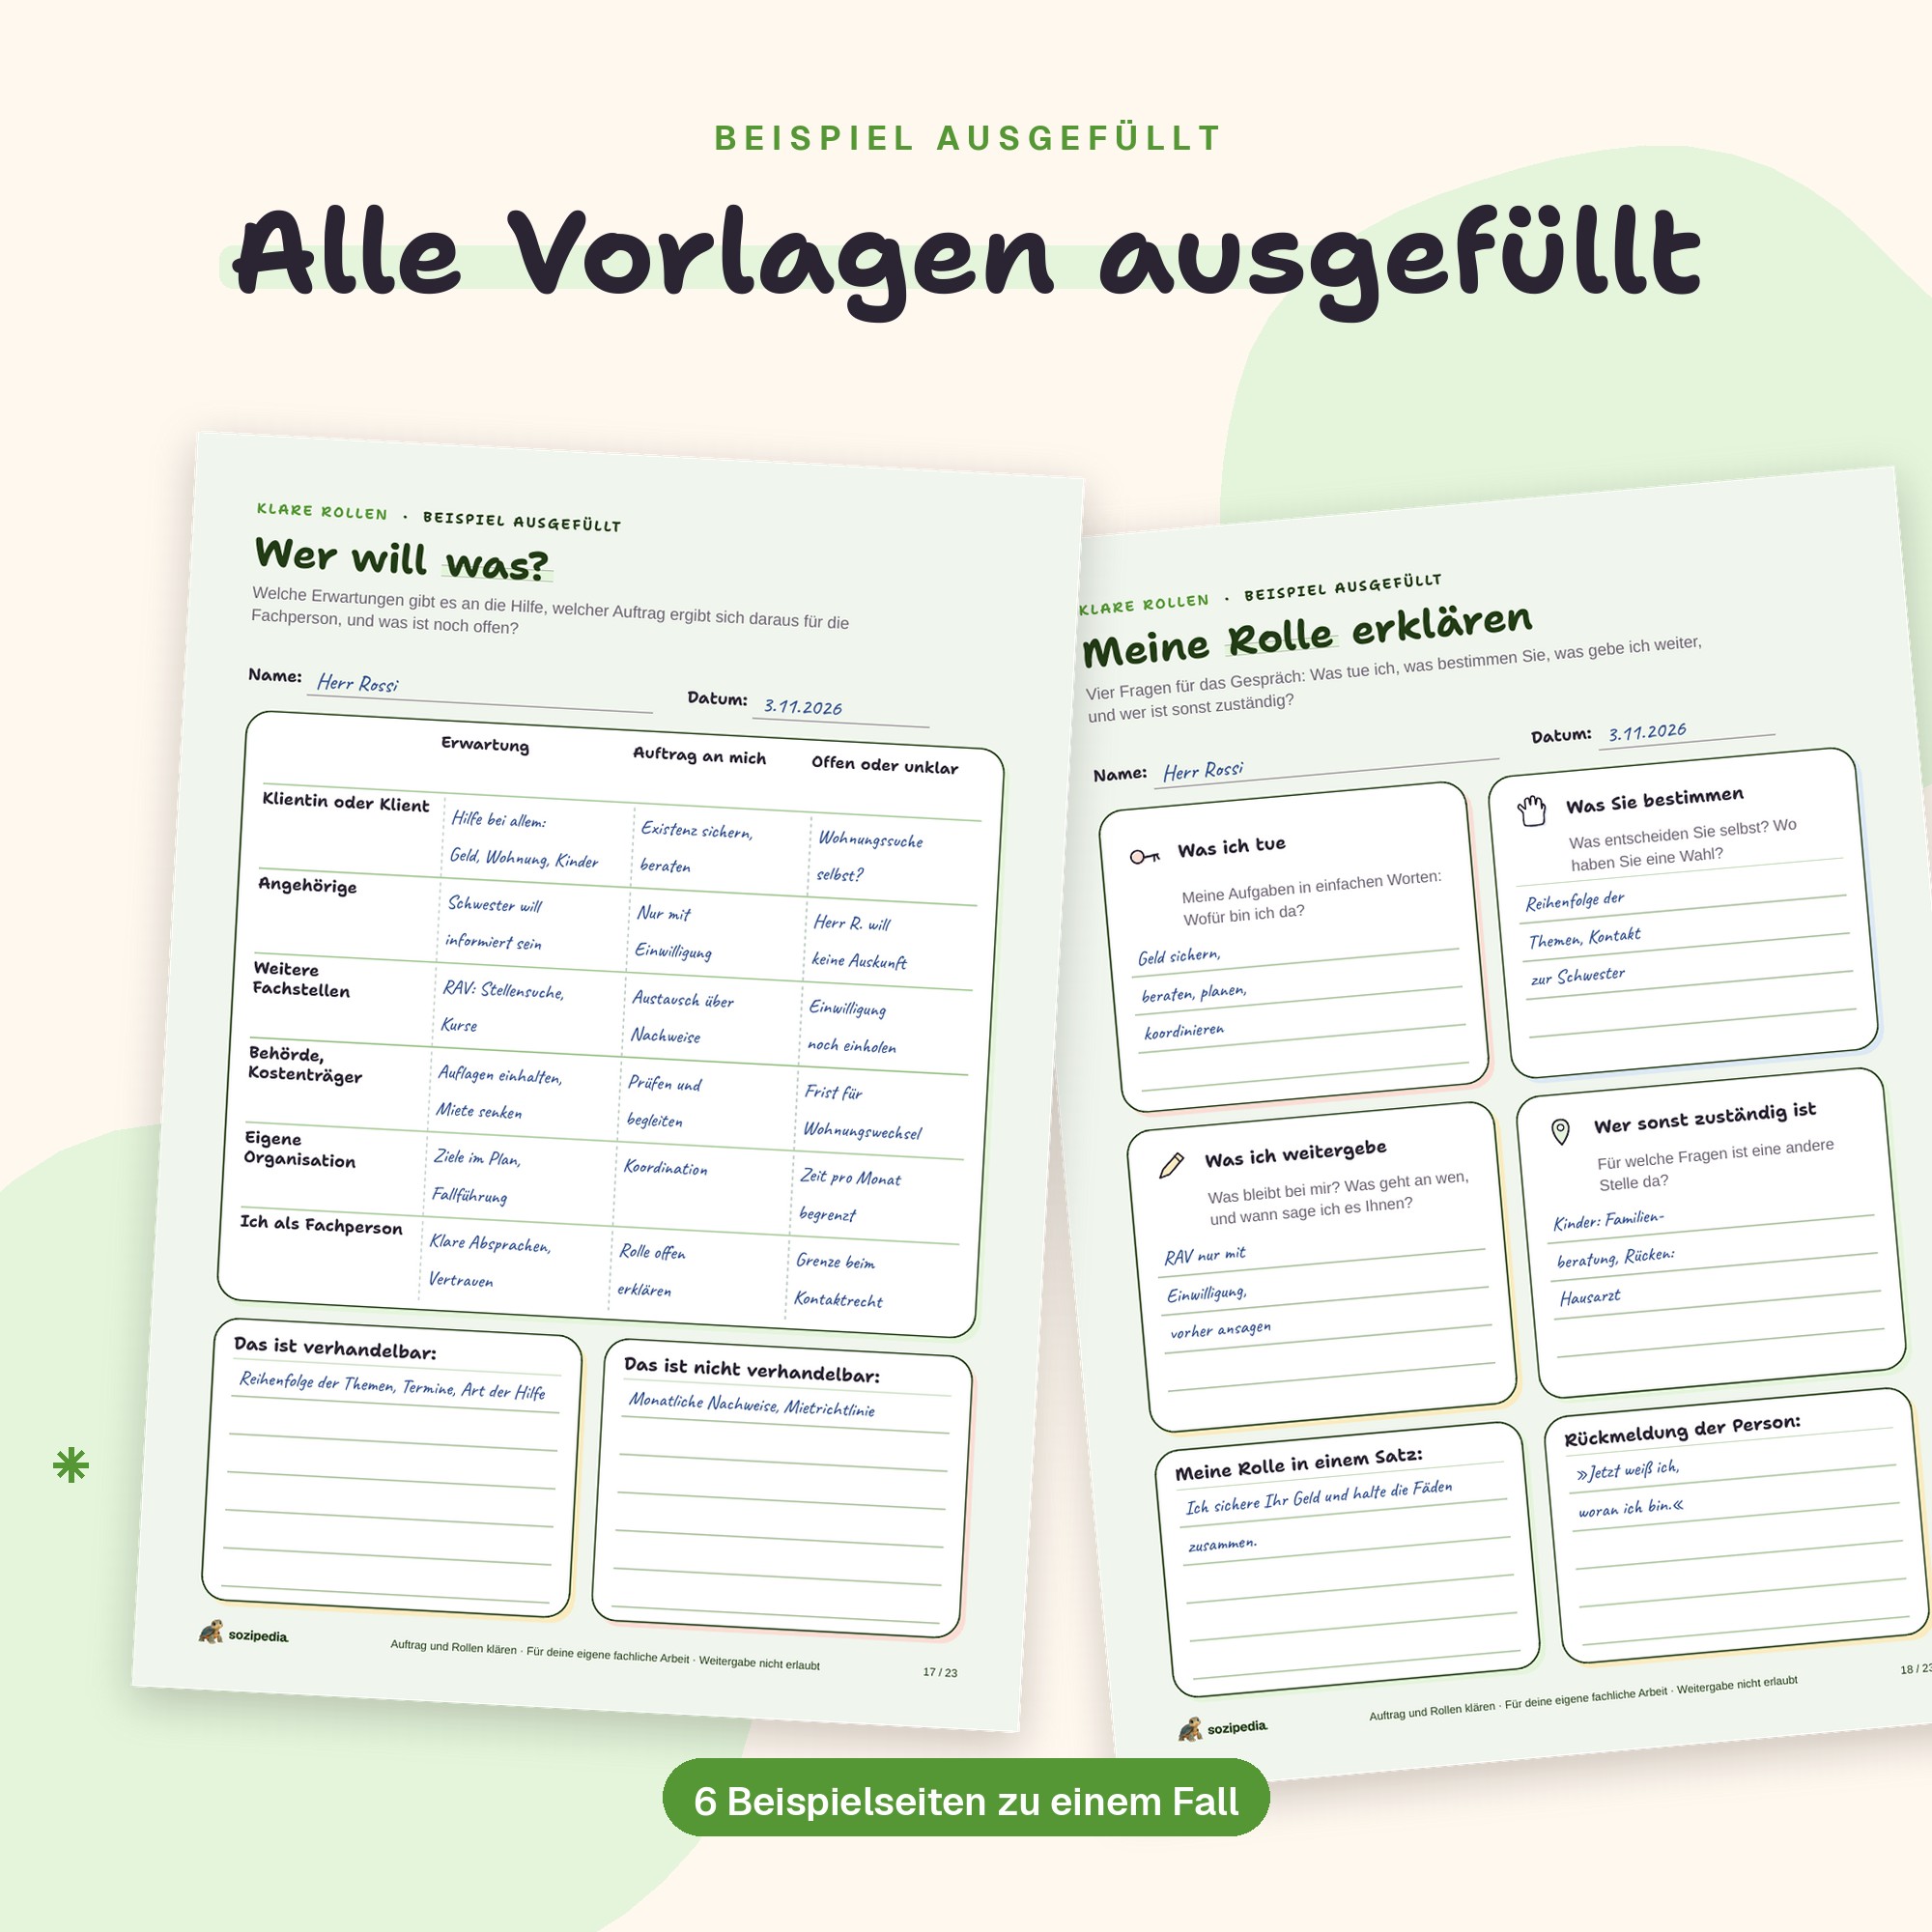 BEISPIEL AUSGEFÜLLT
Alle Vorlagen ausgefüllt
KLARE ROLLEN · BEISPIEL AUSGEFÜLLT
Wer will was?
Welche Erwartungen gibt es an die Hilfe, welcher Auftrag ergibt sich daraus für die
Fachperson, und was ist noch offen?
Name: Herr Rossi Datum: 3.11.2026
Erwartung Auftrag an mich Offen oder unklar
Klientin oder Klient
Hilfe bei allem:
Geld, Wohnung, Kinder
Existenz sichern,
beraten
Wohnungssuche
selbst?
Angehörige
Schwester will
informiert sein
Nur mit
Einwilligung
Herr R. will
keine Auskunft
Weitere
Fachstellen
RAV: Stellensuche,
Kurse
Austausch über
Nachweise
Einwilligung
noch einholen
Behörde,
Kostenträger
Auflagen einhalten,
Miete senken
Prüfen und
begleiten
Frist für
Wohnungswechsel
Eigene
Organisation
Ziele im Plan,
Fallführung
Koordination
Zeit pro Monat
begrenzt
Ich als Fachperson
Klare Absprachen,
Vertrauen
Rolle offen
erklären
Grenze beim
Kontaktrecht
Das ist verhandelbar:
Reihenfolge der Themen, Termine, Art der Hilfe
Das ist nicht verhandelbar:
Monatliche Nachweise, Mietrichtlinie
sozipedia.
Auftrag und Rollen klären · Für deine eigene fachliche Arbeit · Weitergabe nicht erlaubt
17 / 23
KLARE ROLLEN · BEISPIEL AUSGEFÜLLT
Meine Rolle erklären
Vier Fragen für das Gespräch: Was tue ich, was bestimmen Sie, was gebe ich weiter,
und wer ist sonst zuständig?
Name: Herr Rossi Datum: 3.11.2026
Was ich tue
Meine Aufgaben in einfachen Worten:
Wofür bin ich da?
Geld sichern,
beraten, planen,
koordinieren
Was Sie bestimmen
Was entscheiden Sie selbst? Wo
haben Sie eine Wahl?
Reihenfolge der
Themen, Kontakt
zur Schwester
Was ich weitergebe
Was bleibt bei mir? Was geht an wen,
und wann sage ich es Ihnen?
RAV nur mit
Einwilligung,
vorher ansagen
Wer sonst zuständig ist
Für welche Fragen ist eine andere
Stelle da?
Kinder: Familien-
beratung, Rücken:
Hausarzt
Meine Rolle in einem Satz:
Ich sichere Ihr Geld und halte die Fäden
zusammen.
Rückmeldung der Person:
»Jetzt weiß ich,
woran ich bin.«
sozipedia.
Auftrag und Rollen klären · Für deine eigene fachliche Arbeit · Weitergabe nicht erlaubt
18 / 23
6 Beispielseiten zu einem Fall